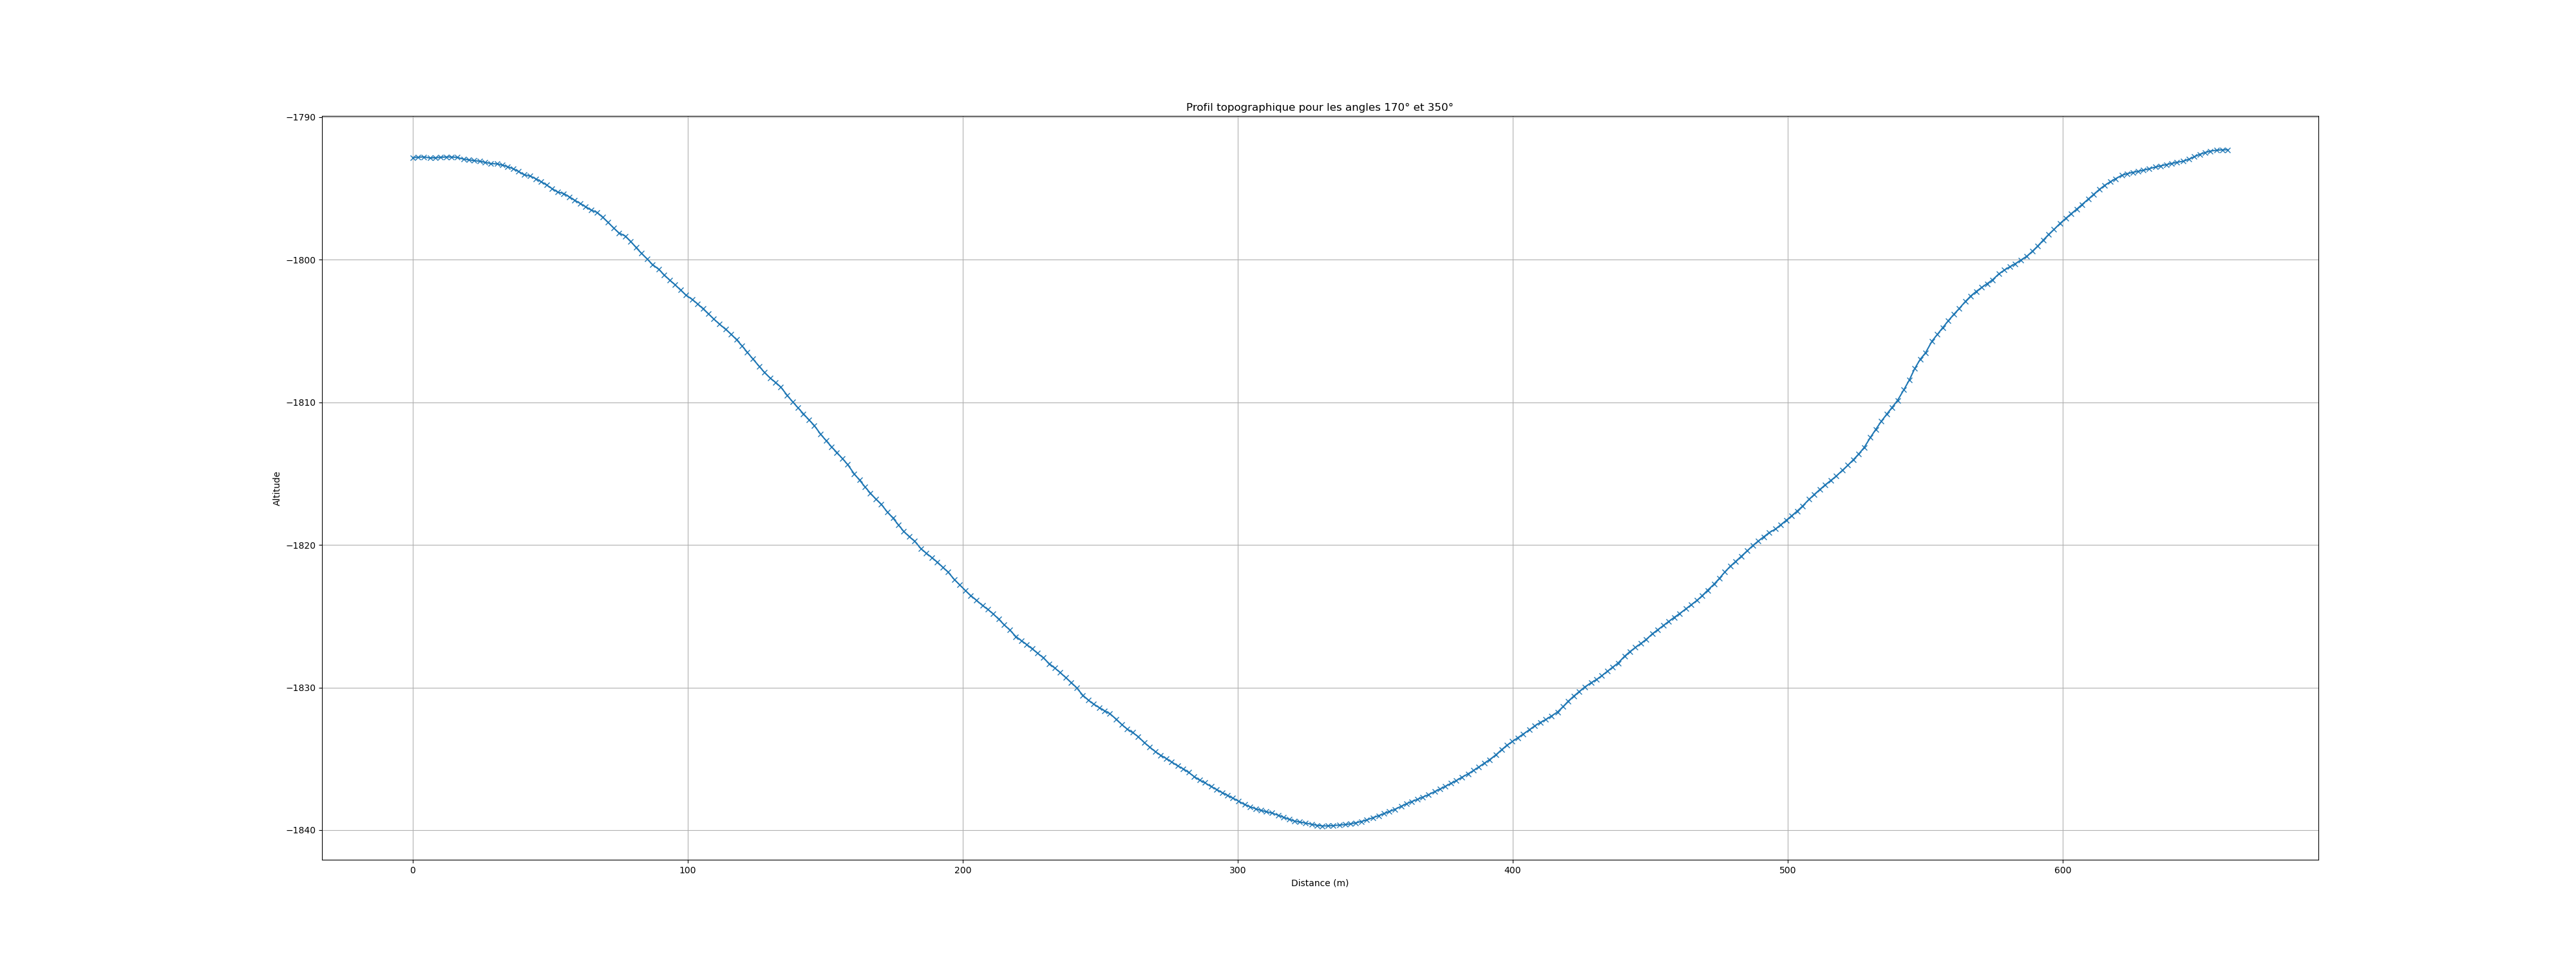 Profil topographique pour les angles 170° et 350°
−1790
−1800
−1810
−1820
−1830
−1840
Altitude
0 100 200 300 400 500 600
Distance (m)